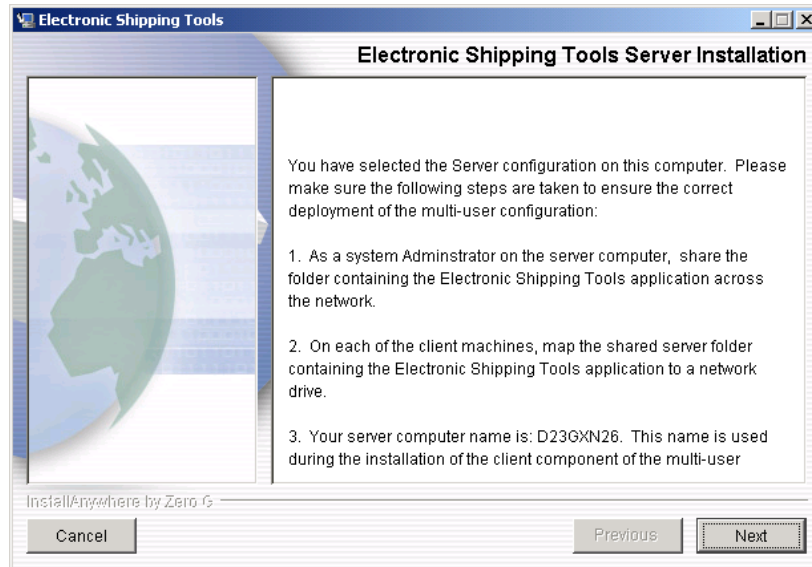 Electronic Shipping Tools
Electronic Shipping Tools Server Installation
You have selected the Server configuration on this computer. Please
make sure the following steps are taken to ensure the correct
deployment of the multi-user configuration:
1. As a system Adminstrator on the server computer, share the
folder containing the Electronic Shipping Tools application across
the network.
2. On each of the client machines, map the shared server folder
containing the Electronic Shipping Tools application to a network
drive.
3. Your server computer name is: D23GXN26. This name is used
during the installation of the client component of the multi-user
InstallAnywhere by Zero G
Cancel
Previous
Next